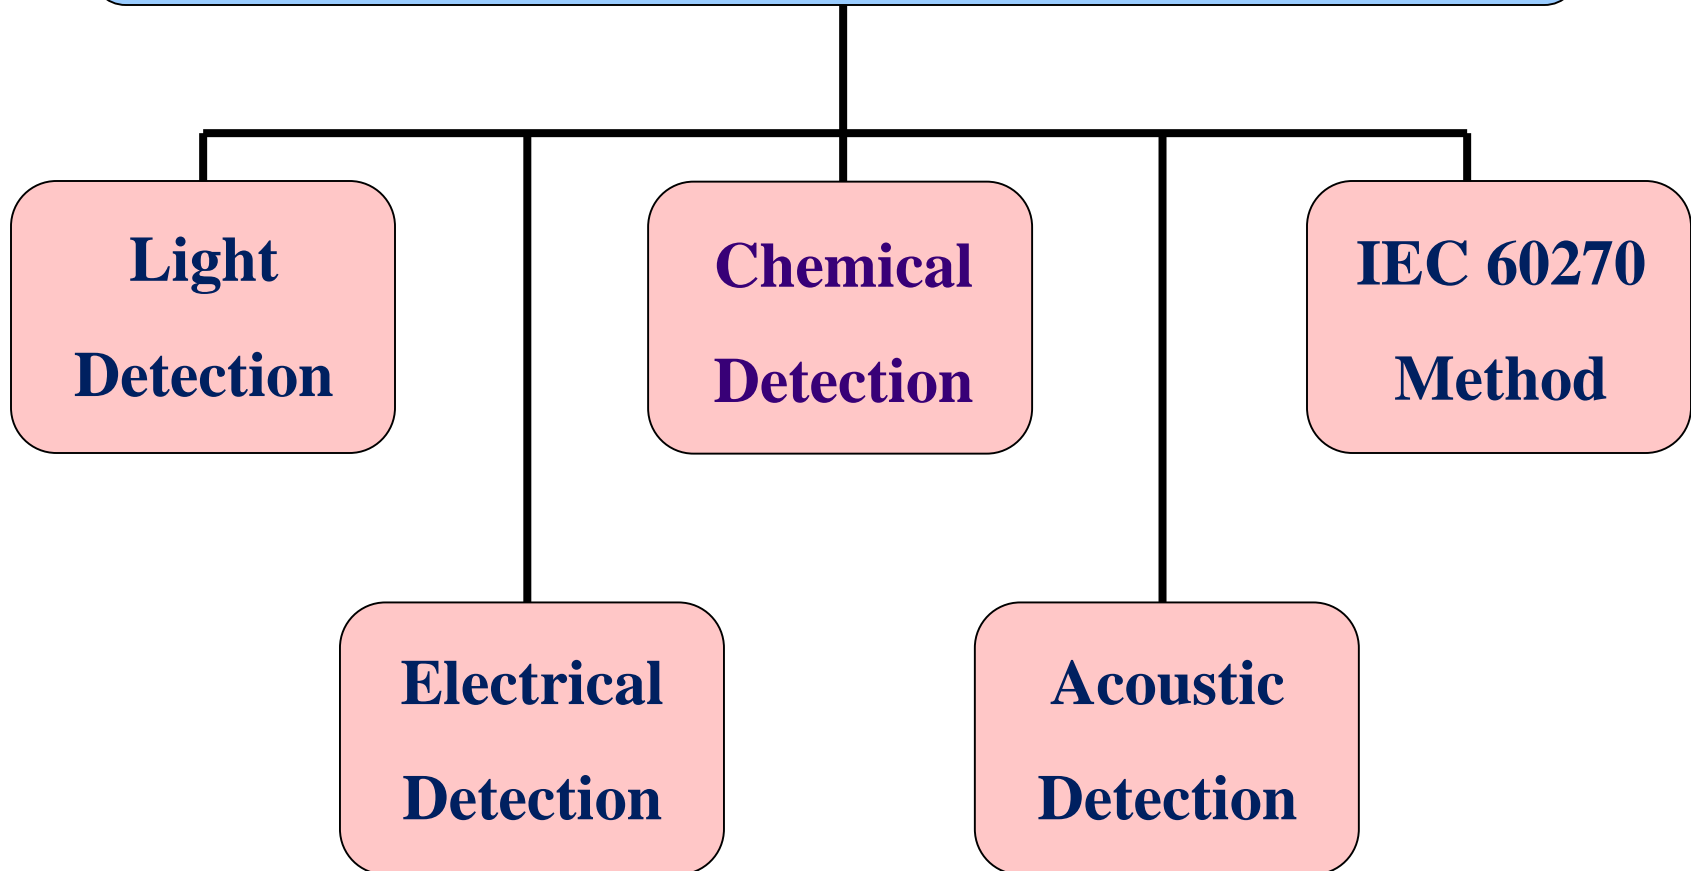 Light
Detection
Chemical
Detection
IEC 60270
Method
Electrical
Detection
Acoustic
Detection